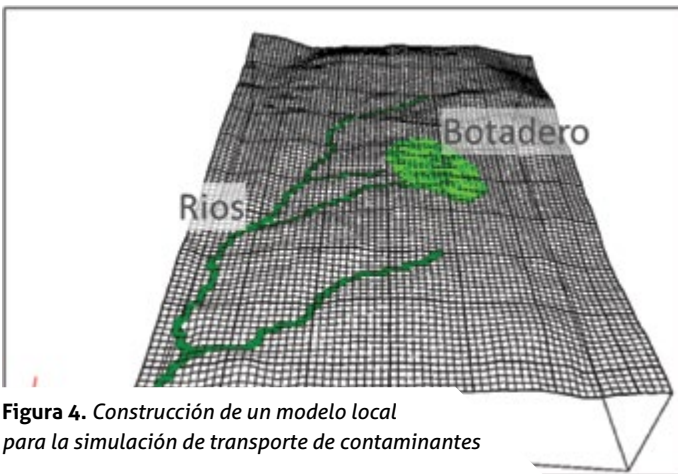 Botadero
Rios
Figura 4. Construcción de un modelo local
para la simulación de transporte de contaminantes